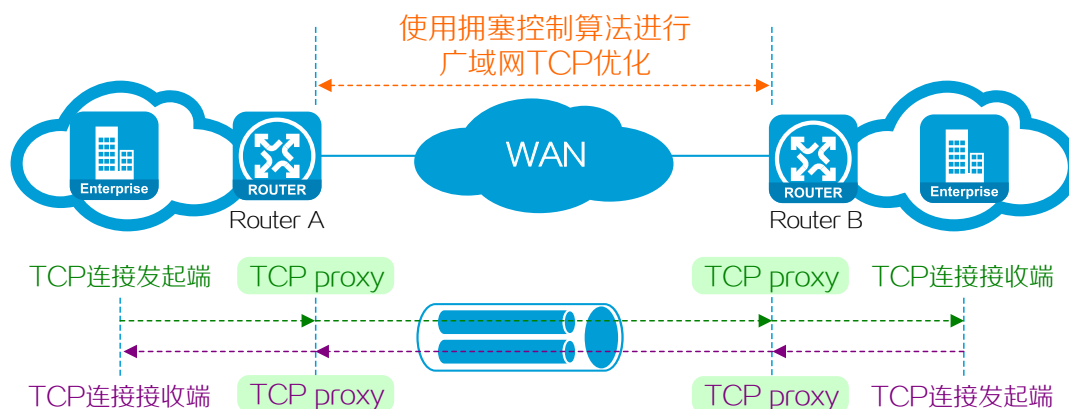 使用拥塞控制算法进行
广域网TCP优化
WAN
Enterprise
ROUTER
ROUTER
Enterprise
Router A
Router B
TCP连接发起端
TCP proxy
TCP proxy
TCP连接接收端
TCP连接接收端
TCP proxy
TCP proxy
TCP连接发起端